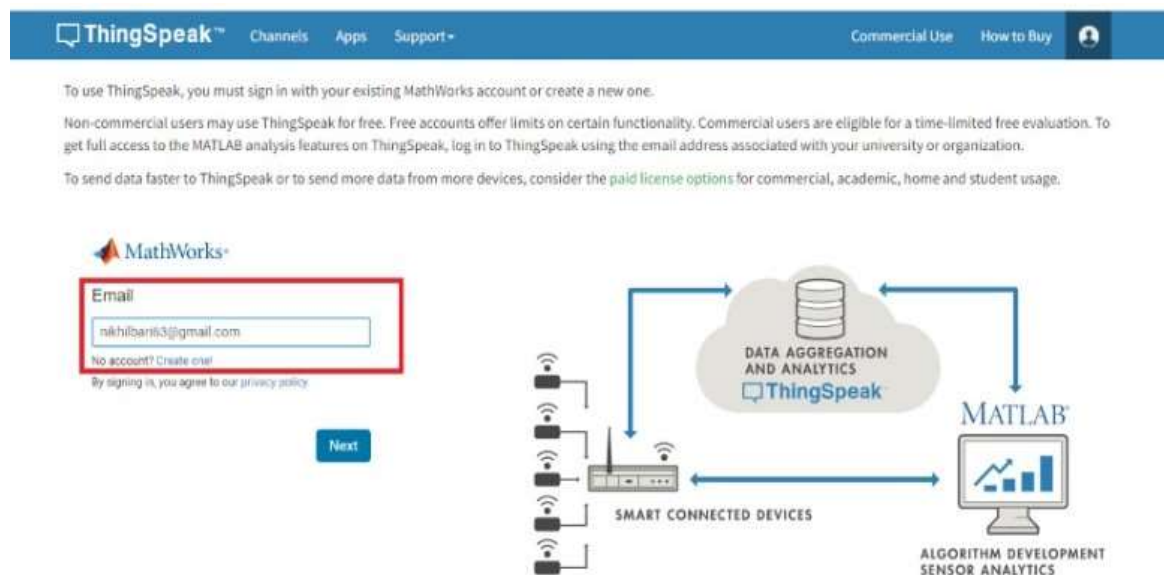 ThingSpeak™ Channels Apps Support Commercial Use How to Buy
To use ThingSpeak, you must sign in with your existing MathWorks account or create a new one.
Non-commercial users may use ThingSpeak for free. Free accounts offer limits on certain functionality. Commercial users are eligible for a time-limited free evaluation. To
get full access to the MATLAB analysis features on ThingSpeak, log in to ThingSpeak using the email address associated with your university or organization.
To send data faster to ThingSpeak or to send more data from more devices, consider the paid license options for commercial, academic, home and student usage.
MathWorks®
Email
nikhilbari63@gmail.com
No account? Create one!
By signing in, you agree to our privacy policy.
Next
DATA AGGREGATION
AND ANALYTICS
ThingSpeak
MATLAB®
SMART CONNECTED DEVICES
ALGORITHM DEVELOPMENT
SENSOR ANALYTICS